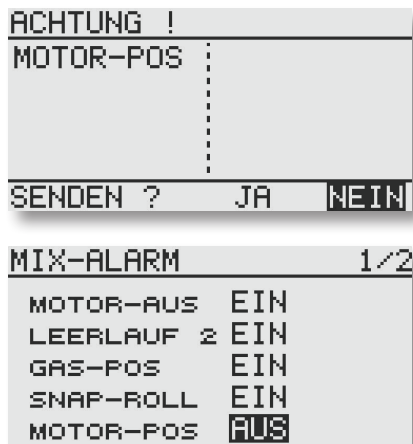 ACHTUNG !
MOTOR-POS
SENDEN ? JA NEIN
MIX-ALARM 1/2
MOTOR-AUS EIN
LEERLAUF 2 EIN
GAS-POS EIN
SNAP-ROLL EIN
MOTOR-POS AUS